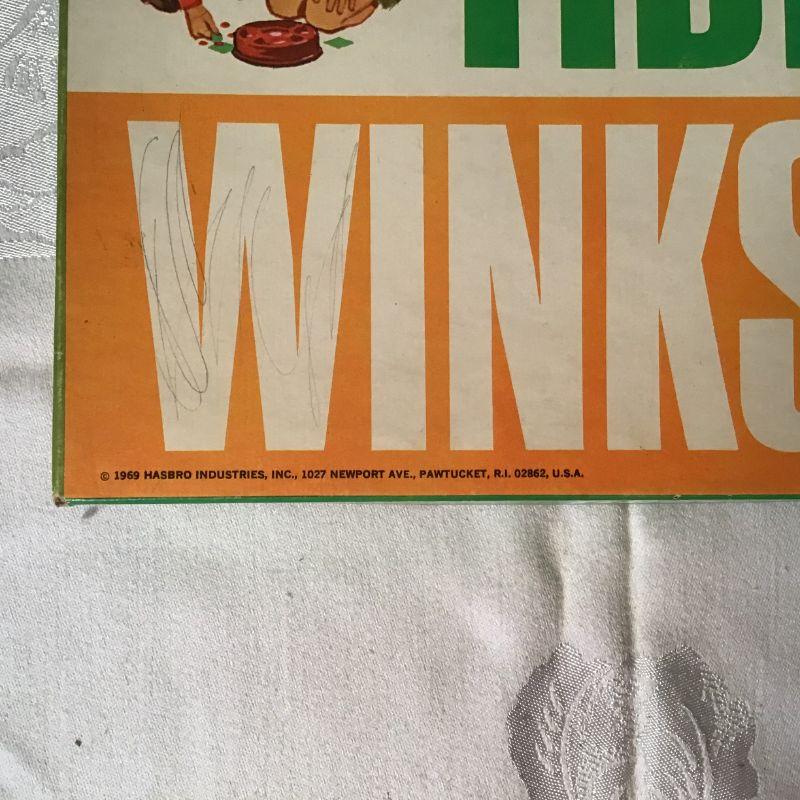 WINKS
© 1969 HASBRO INDUSTRIES, INC., 1027 NEWPORT AVE., PAWTUCKET, R.I. 02862, U.S.A.